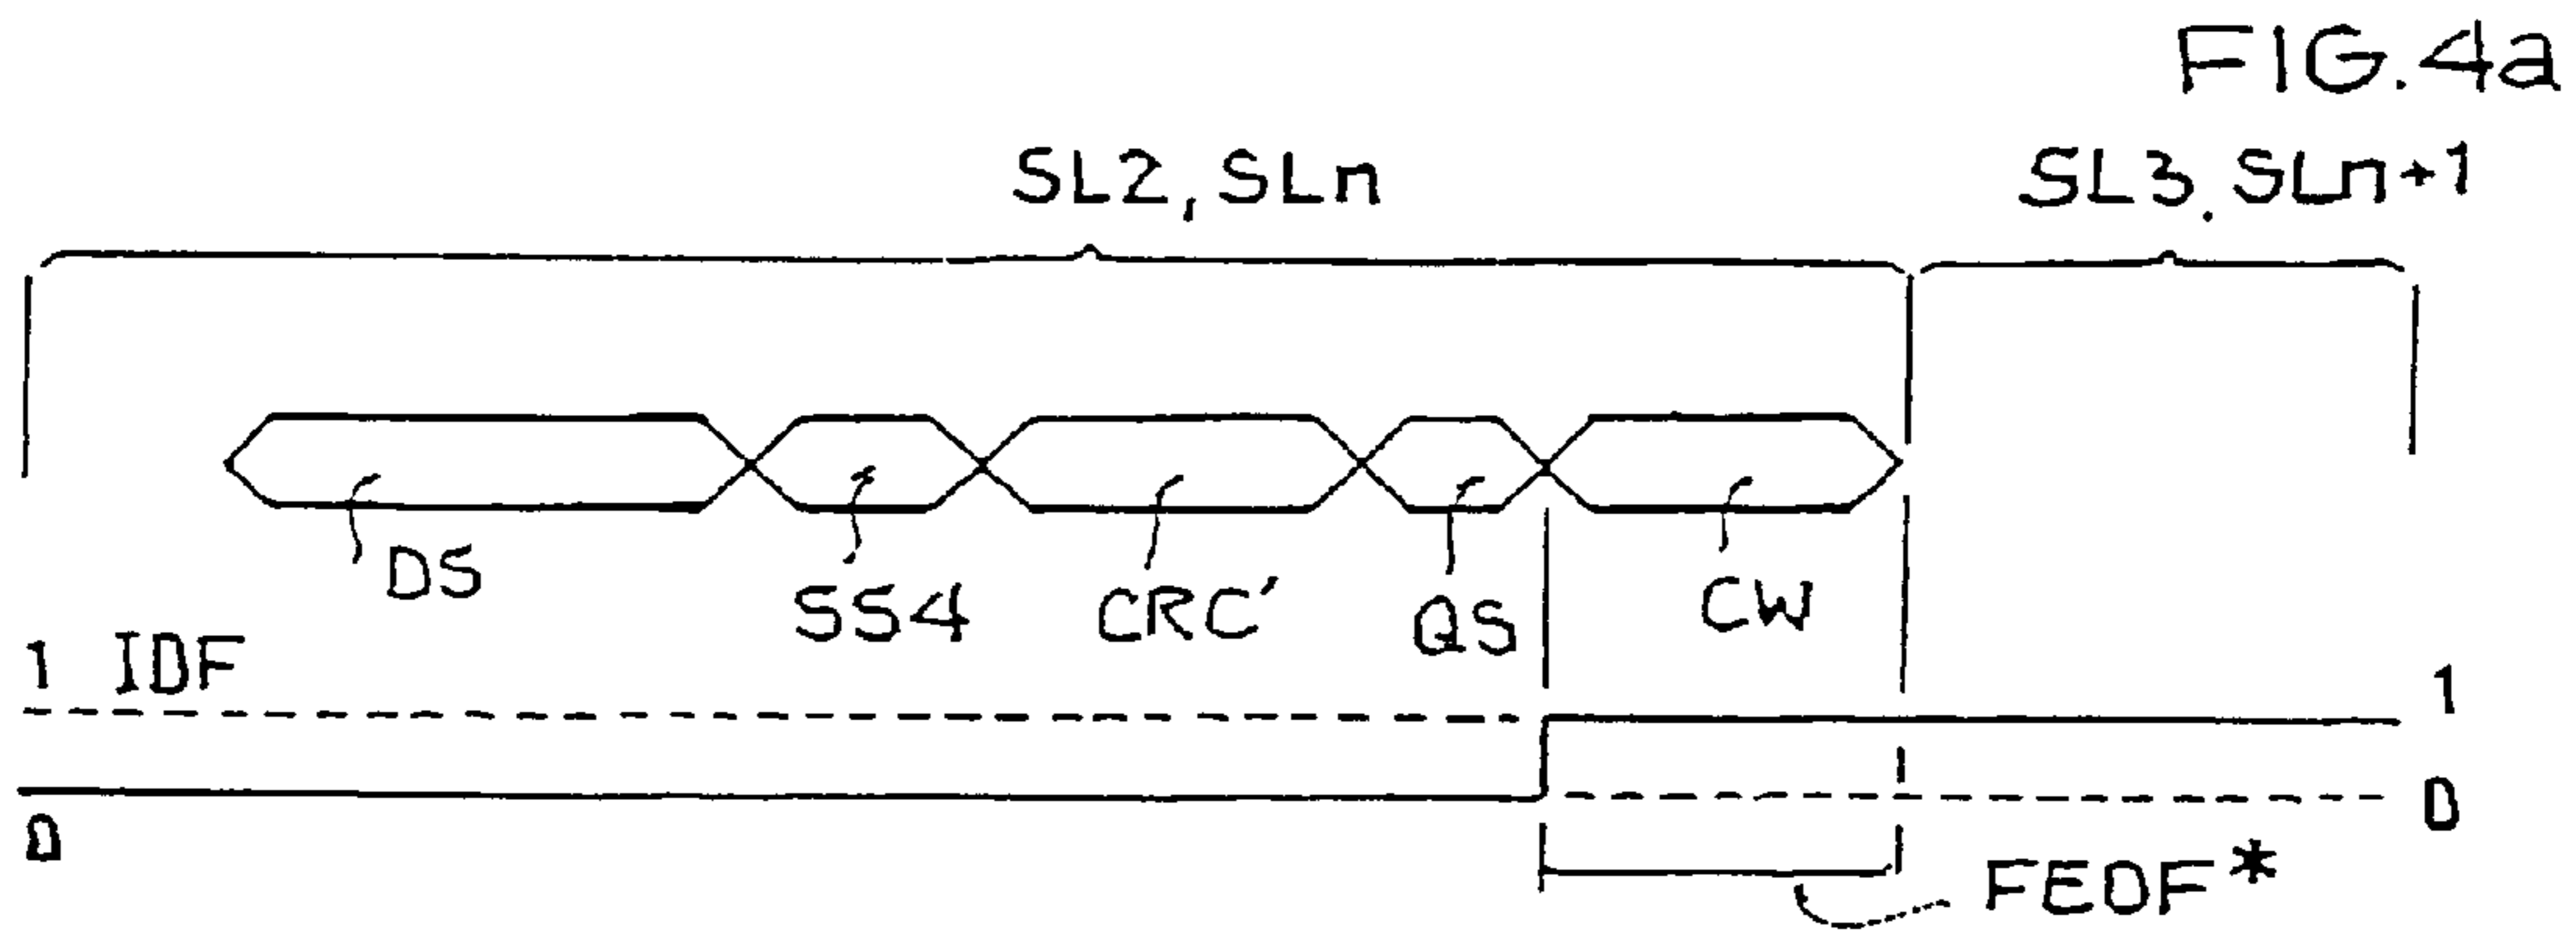 FIG.4a
SL2, SLn
SL3. SLn+1
DS
SS4
CRC'
QS
CW
1 IDF
1
0
0
FEOF*